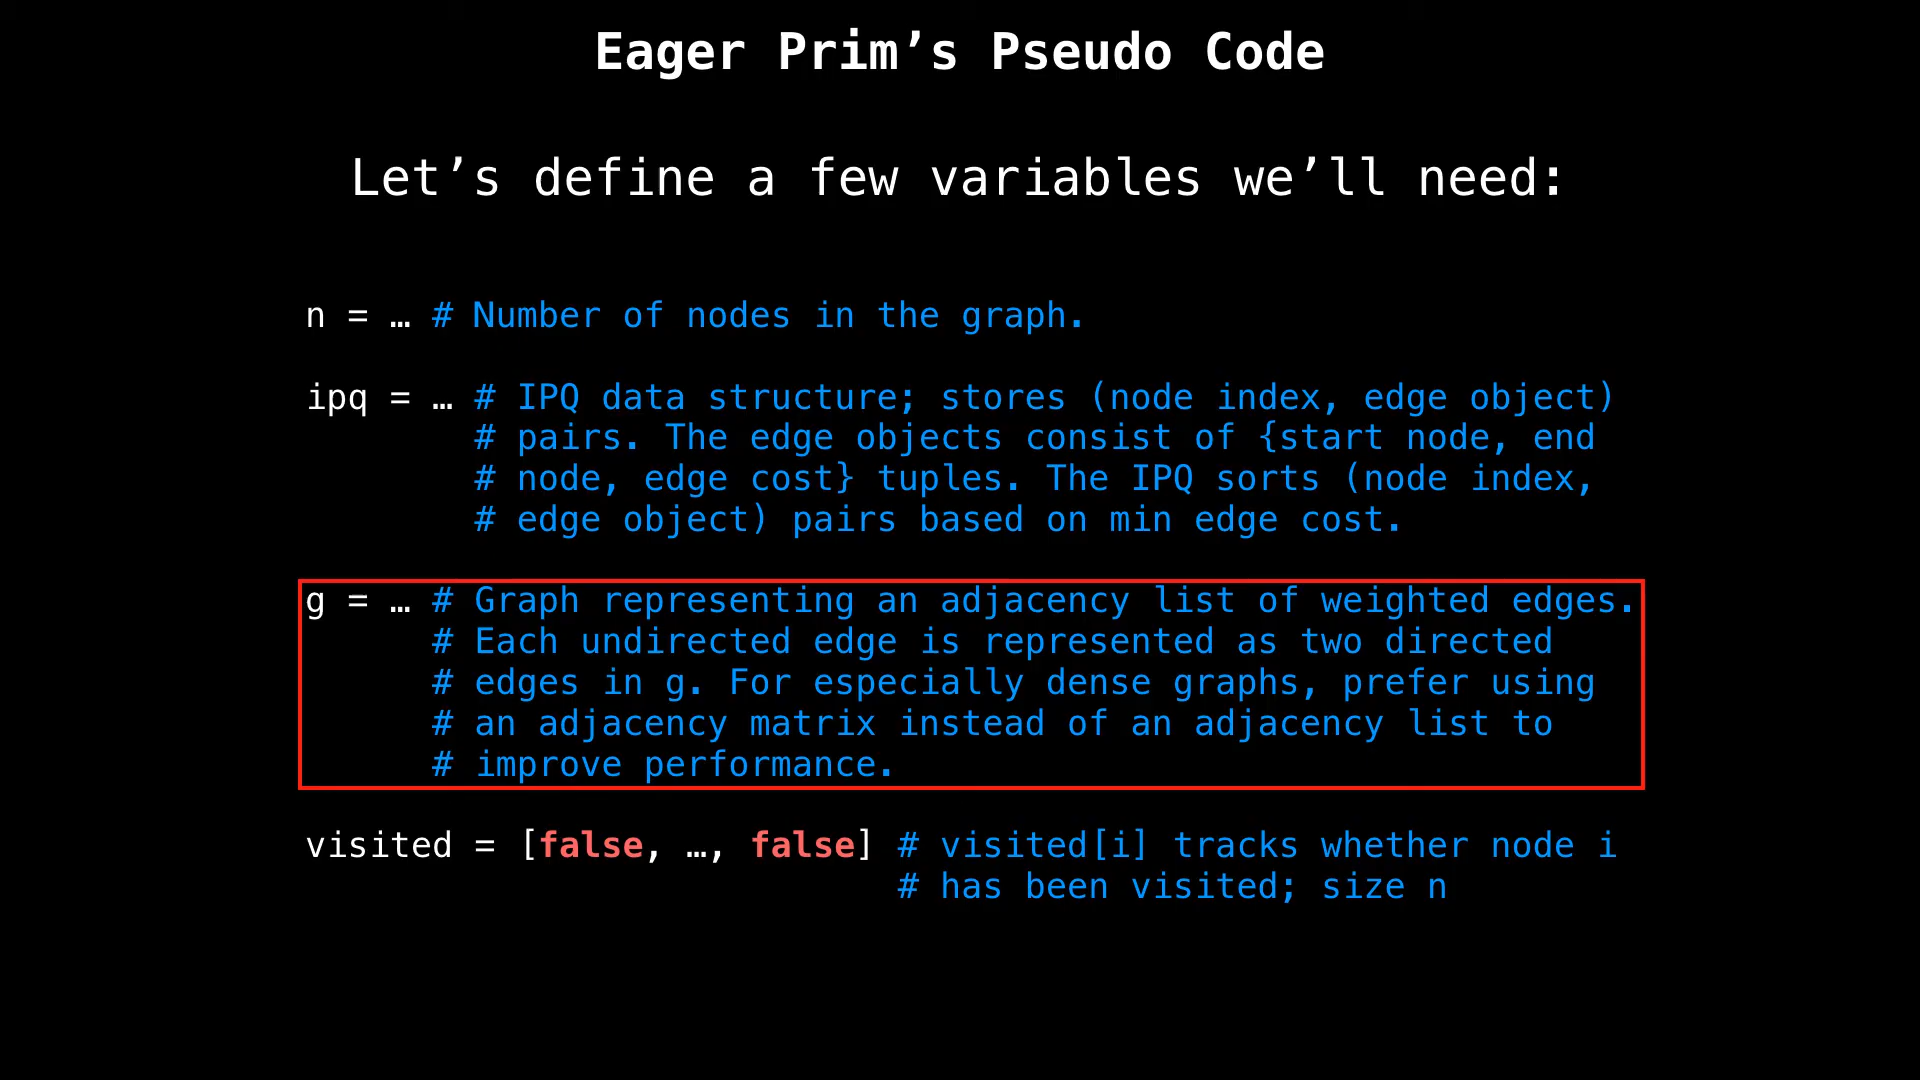 Eager Prim’s Pseudo Code
Let’s define a few variables we’ll need:
n = … # Number of nodes in the graph.
ipq = … # IPQ data structure; stores (node index, edge object)
# pairs. The edge objects consist of {start node, end
# node, edge cost} tuples. The IPQ sorts (node index,
# edge object) pairs based on min edge cost.
g = … # Graph representing an adjacency list of weighted edges.
# Each undirected edge is represented as two directed
# edges in g. For especially dense graphs, prefer using
# an adjacency matrix instead of an adjacency list to
# improve performance.
visited = [false, …, false] # visited[i] tracks whether node i
# has been visited; size n